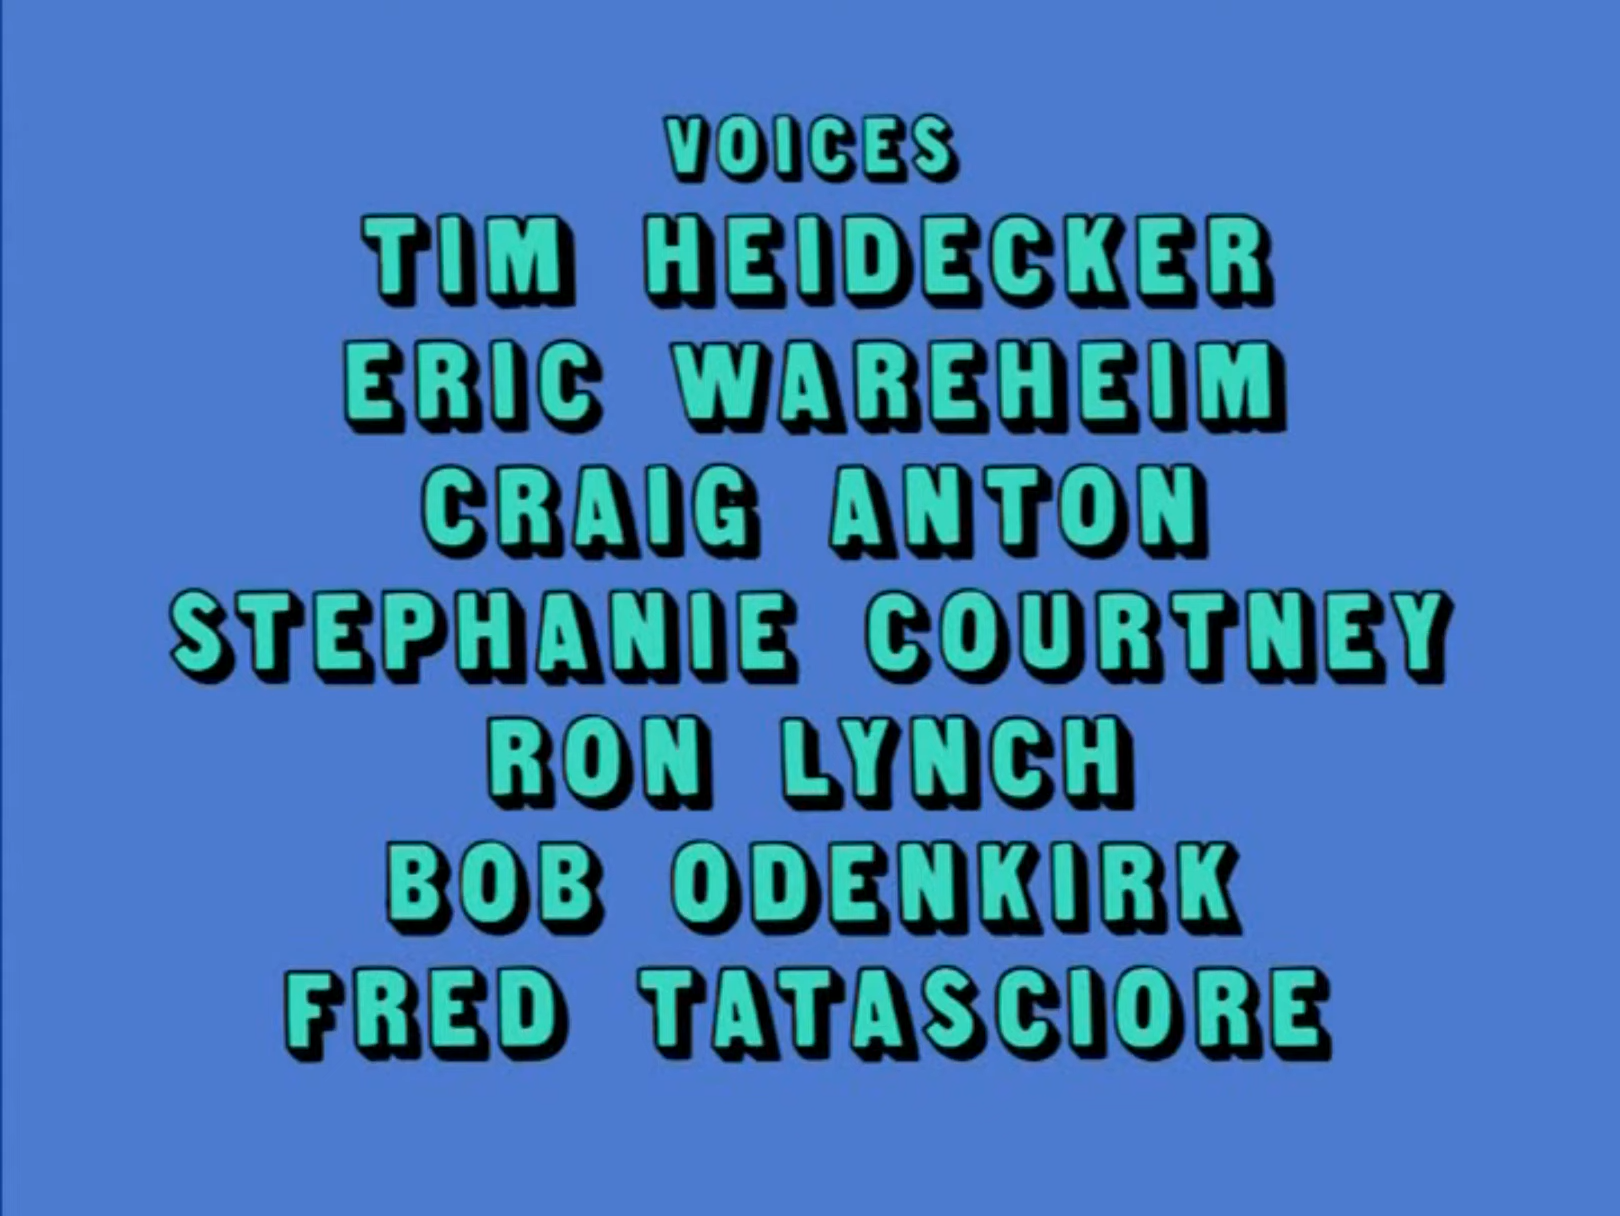 VOICES
TIM HEIDECKER
ERIC WAREHEIM
CRAIG ANTON
STEPHANIE COURTNEY
RON LYNCH
BOB ODENKIRK
FRED TATASCIORE